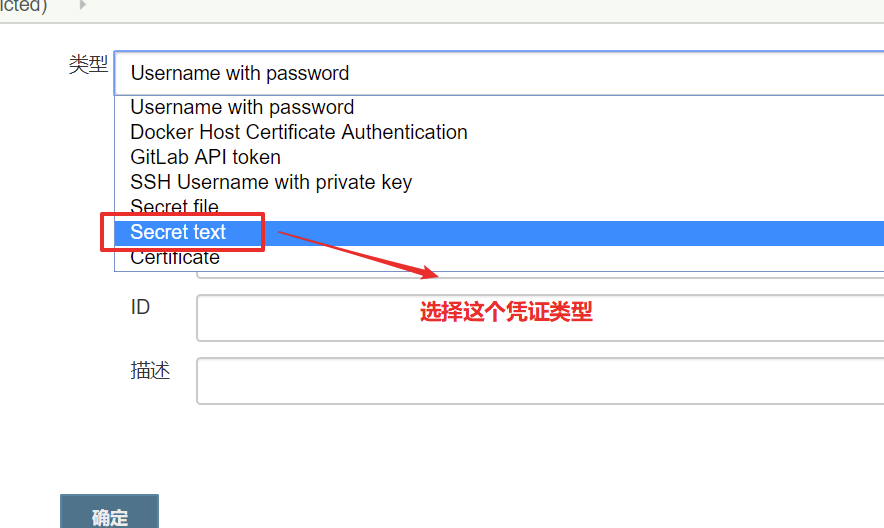 icted)
类型
Username with password
Username with password
Docker Host Certificate Authentication
GitLab API token
SSH Username with private key
Secret file
Secret text
Certificate
ID
选择这个凭证类型
描述
确定